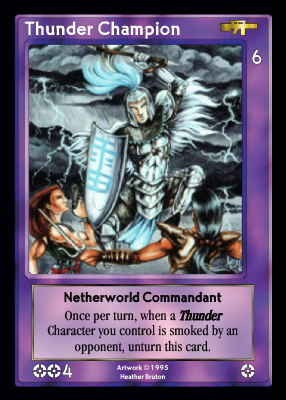 Thunder Champion
6
Netherworld Commandant
Once per turn, when a Thunder
Character you control is smoked by an
opponent, unturn this card.
4
Artwork © 1995
Heather Bruton